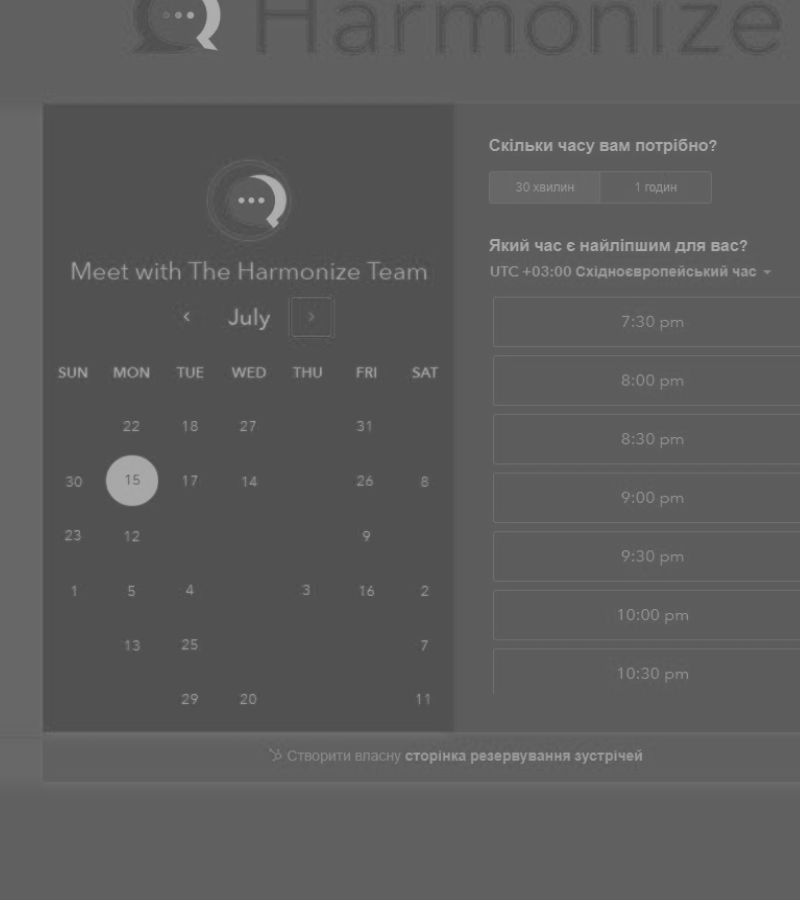 Harmonize
Meet with The Harmonize Team
July
SUN MON TUE WED THU FRI SAT
22 18 27 31
30 15 17 14 26 8
23 12 9
1 5 4 3 16 2
13 25 7
29 20 11
Скільки часу вам потрібно?
30 хвилин 1 годин
Який час є найліпшим для вас?
UTC +03:00 Східноєвропейський час
7:30 pm
8:00 pm
8:30 pm
9:00 pm
9:30 pm
10:00 pm
10:30 pm
Створити власну сторінка резервування зустрічей